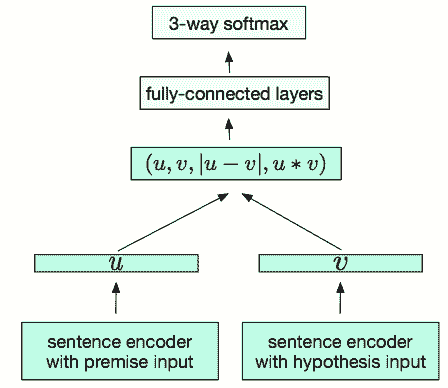 3-way softmax
fully-connected layers
(u, v, |u − v|, u ∗ v)
u
v
sentence encoder
with premise input
sentence encoder
with hypothesis input